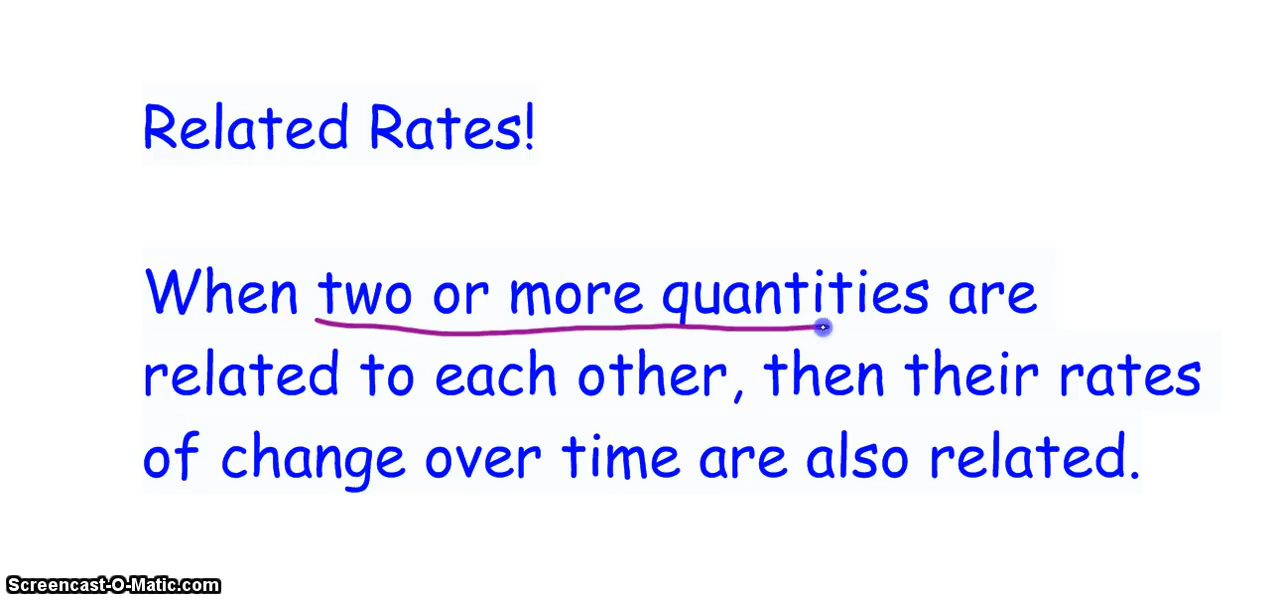 Related Rates!
When two or more quantities are
related to each other, then their rates
of change over time are also related.
Screencast-O-Matic.com